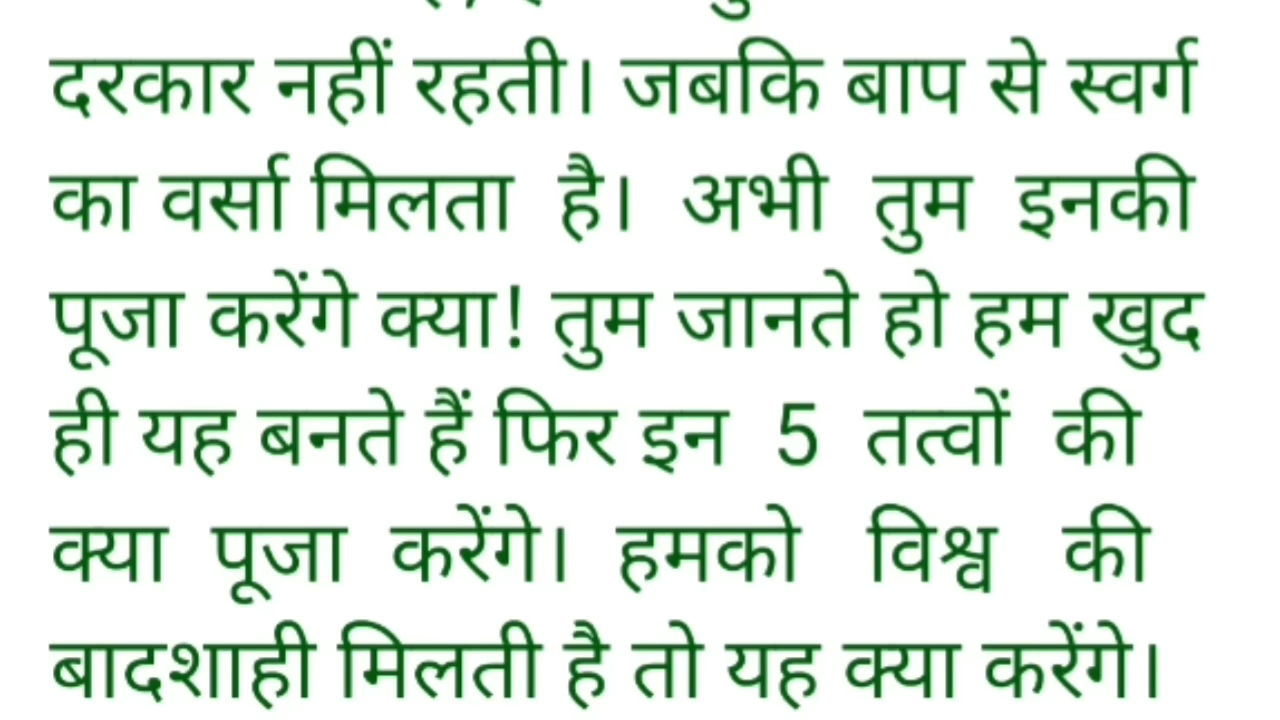 दरकार नहीं रहती। जबकि बाप से स्वर्ग
का वर्सा मिलता है। अभी तुम इनकी
पूजा करेंगे क्या! तुम जानते हो हम खुद
ही यह बनते हैं फिर इन 5 तत्वों की
क्या पूजा करेंगे। हमको विश्व की
बादशाही मिलती है तो यह क्या करेंगे।